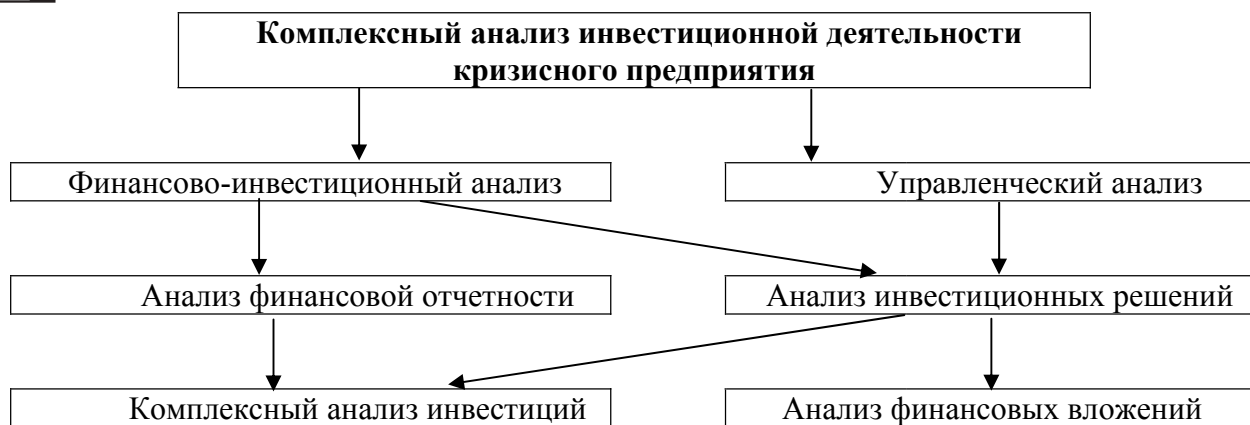 Комплексный анализ инвестиционной деятельности
кризисного предприятия
Финансово-инвестиционный анализ
Управленческий анализ
Анализ финансовой отчетности
Анализ инвестиционных решений
Комплексный анализ инвестиций
Анализ финансовых вложений